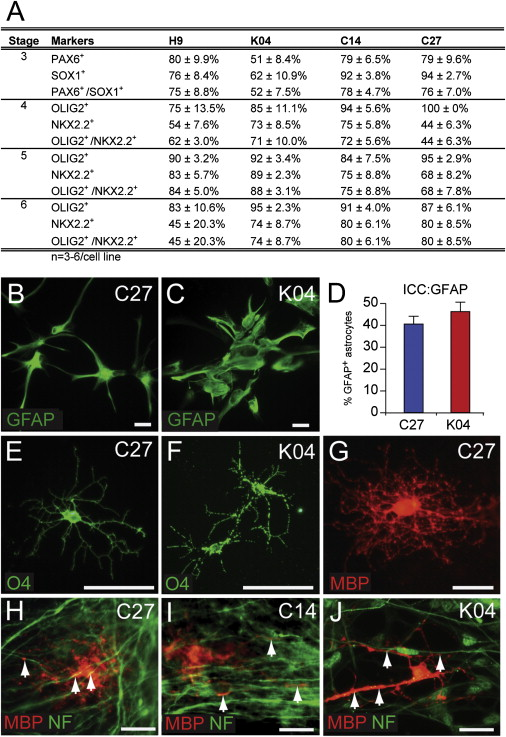 A
Stage Markers H9 K04 C14 C27
3 PAX6+ 80 ± 9.9% 51 ± 8.4% 79 ± 6.5% 79 ± 9.6%
SOX1+ 76 ± 8.4% 62 ± 10.9% 92 ± 3.8% 94 ± 2.7%
PAX6+/SOX1+ 75 ± 8.8% 52 ± 7.5% 78 ± 4.7% 76 ± 7.0%
4 OLIG2+ 75 ± 13.5% 85 ± 11.1% 94 ± 5.6% 100 ± 0%
NKX2.2+ 54 ± 7.6% 73 ± 8.5% 75 ± 5.8% 44 ± 6.3%
OLIG2+/NKX2.2+ 62 ± 3.0% 71 ± 10.0% 72 ± 5.6% 44 ± 6.3%
5 OLIG2+ 90 ± 3.2% 92 ± 3.4% 84 ± 7.5% 95 ± 2.9%
NKX2.2+ 83 ± 5.7% 89 ± 2.3% 75 ± 8.8% 68 ± 8.2%
OLIG2+/NKX2.2+ 84 ± 5.0% 88 ± 3.1% 75 ± 8.8% 68 ± 7.8%
6 OLIG2+ 83 ± 10.6% 95 ± 2.3% 91 ± 4.0% 87 ± 6.1%
NKX2.2+ 45 ± 20.3% 74 ± 8.7% 80 ± 6.1% 80 ± 8.5%
OLIG2+/NKX2.2+ 45 ± 20.3% 74 ± 8.7% 80 ± 6.1% 80 ± 8.5%
n=3-6/cell line
B C27
GFAP
C K04
GFAP
D ICC:GFAP
% GFAP+ astrocytes
50
40
30
20
10
0
C27 K04
E C27
O4
F K04
O4
G C27
MBP
H C27
MBP NF
I C14
MBP NF
J K04
MBP NF